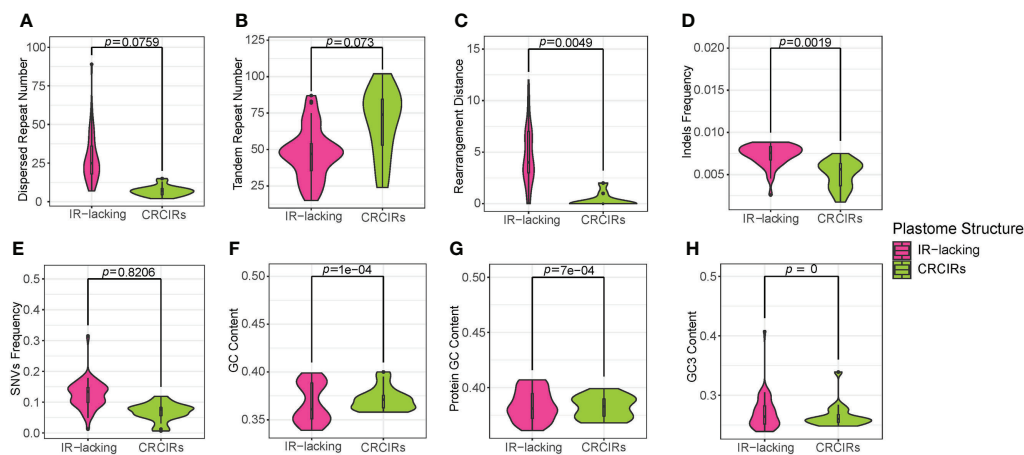 A
p=0.0759
Dispersed Repeat Number
100
75
50
25
0
IR-lacking
CRCIRs
B
p=0.073
Tandem Repeat Number
125
100
75
50
25
IR-lacking
CRCIRs
C
p=0.0049
Rearrangement Distance
15
10
5
0
IR-lacking
CRCIRs
D
p=0.0019
Indels Frequency
0.020
0.015
0.010
0.005
IR-lacking
CRCIRs
Plastome Structure
IR-lacking
CRCIRs
E
p=0.8206
SNVs Frequency
0.5
0.4
0.3
0.2
0.1
0.0
IR-lacking
CRCIRs
F
p=1e-04
GC Content
0.50
0.45
0.40
0.35
IR-lacking
CRCIRs
G
p=7e-04
Protein GC Content
0.50
0.45
0.40
IR-lacking
CRCIRs
H
p = 0
GC3 Content
0.5
0.4
0.3
IR-lacking
CRCIRs